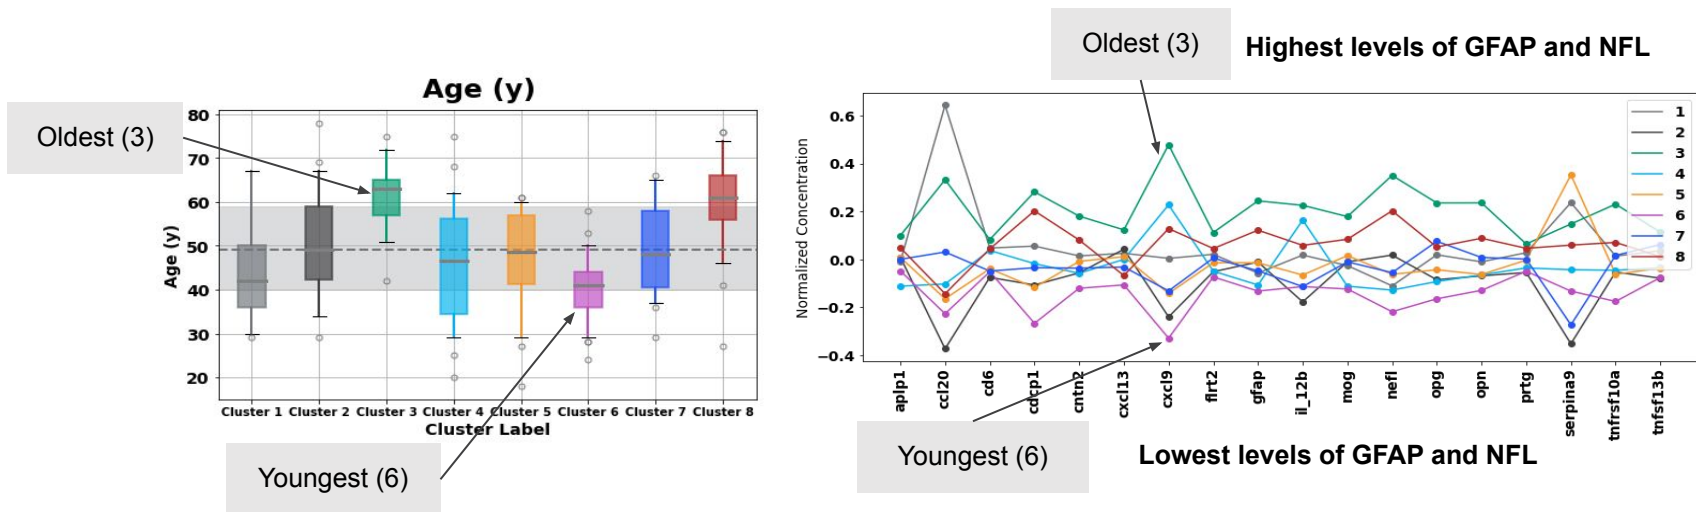 Oldest (3)
Highest levels of GFAP and NFL
Age (y)
Oldest (3)
80
70
60
50
40
30
20
Age (y)
Cluster 1
Cluster 2
Cluster 3
Cluster 4
Cluster 5
Cluster 6
Cluster 7
Cluster 8
Cluster Label
Youngest (6)
Normalized Concentration
0.6
0.4
0.2
0.0
−0.2
−0.4
1
2
3
4
5
6
7
8
aplp1
ccl20
cd6
cdcp1
cntn2
cxcl13
cxcl9
flrt2
gfap
il_12b
mog
nefl
opg
opn
prtg
serpina9
tnfrsf10a
tnfsf13b
Youngest (6)
Lowest levels of GFAP and NFL